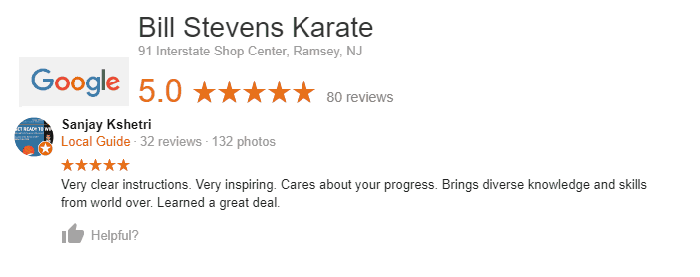 Bill Stevens Karate
91 Interstate Shop Center, Ramsey, NJ
Google
5.0 80 reviews
Sanjay Kshetri
Local Guide · 32 reviews · 132 photos
Very clear instructions. Very inspiring. Cares about your progress. Brings diverse knowledge and skills
from world over. Learned a great deal.
Helpful?